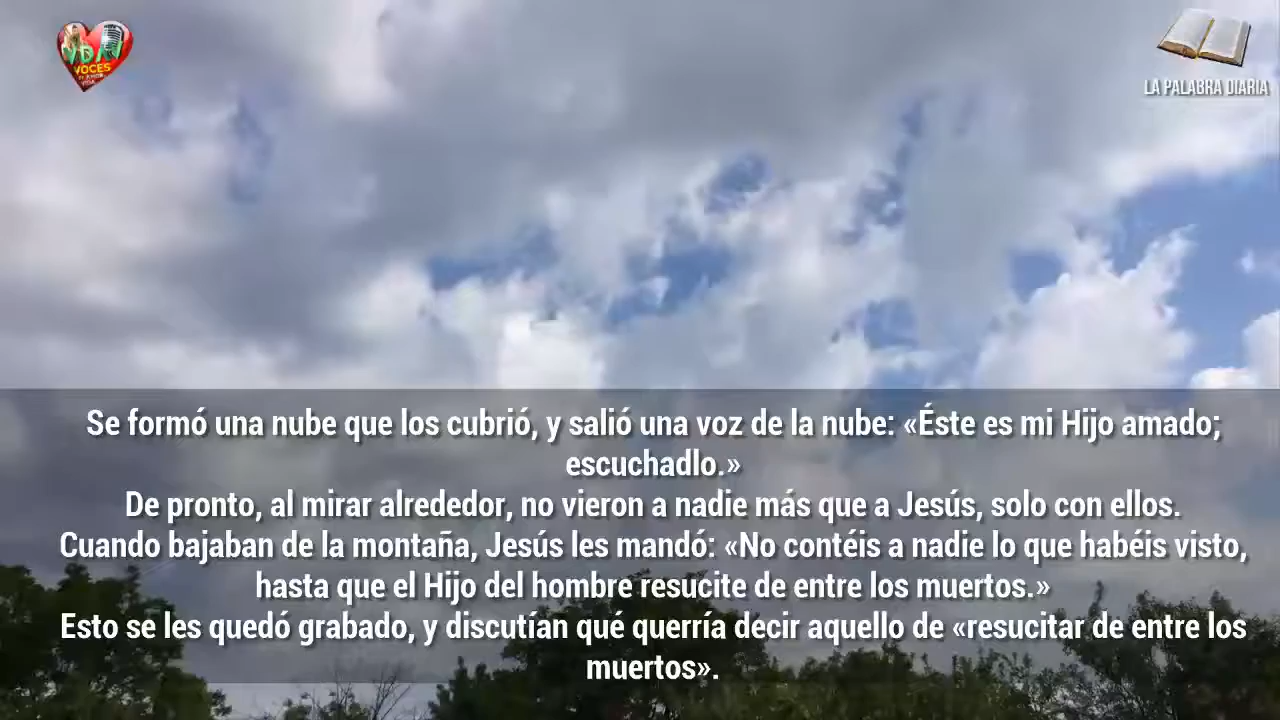 VDAV
VOCES
LA PALABRA DIARIA
Se formó una nube que los cubrió, y salió una voz de la nube: «Éste es mi Hijo amado;
escuchadlo.»
De pronto, al mirar alrededor, no vieron a nadie más que a Jesús, solo con ellos.
Cuando bajaban de la montaña, Jesús les mandó: «No contéis a nadie lo que habéis visto,
hasta que el Hijo del hombre resucite de entre los muertos.»
Esto se les quedó grabado, y discutían qué querría decir aquello de «resucitar de entre los
muertos».